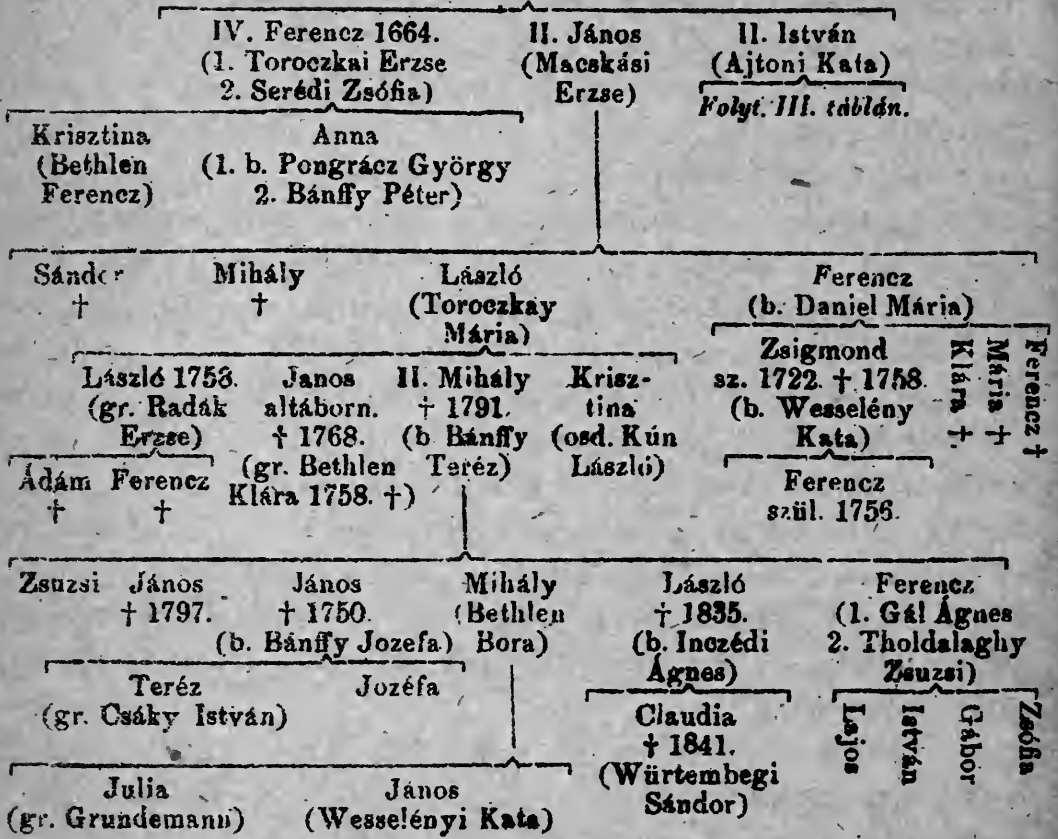 IV. Ferencz 1664. II. János II. István
(1. Toroczkai Erzse (Macskási (Ajtoni Kata)
2. Serédi Zsófia) Erzse) Folyt. III. táblán.
Krisztina Anna
(Bethlen (1. b. Pongrácz György
Ferencz) 2. Bánffy Péter)
Sándor Mihály László Ferencz
† † (Toroczkay (b. Daniel Mária)
Mária)
Zsigmond Klára †. Mária † Ferencz †
László 1753. Janos II. Mihály Krisz- sz. 1722. † 1758.
(gr. Radák altáborn. † 1791. tina (b. Wesselény
Erzse) † 1768. (b Bánffy (osd. Kún Kata)
Ádám Ferencz (gr. Bethlen Teréz) László) Ferencz
† † Klára 1758. †) szül. 1756.
Zsuzsi János János Mihály László Ferencz
† 1797. † 1750. (Bethlen † 1835. (1. Gál Ágnes
(b. Bánffy Jozefa) Bora) (b. Inczédi 2. Tholdalaghy
Ágnes) Zsuzsi)
Teréz Jozéfa
(gr. Csáky István) Claudia Lajos István Gábor Zsófia
† 1841.
(Würtembegi
Sándor)
Julia János
(gr. Grundemann) (Wesselényi Kata)